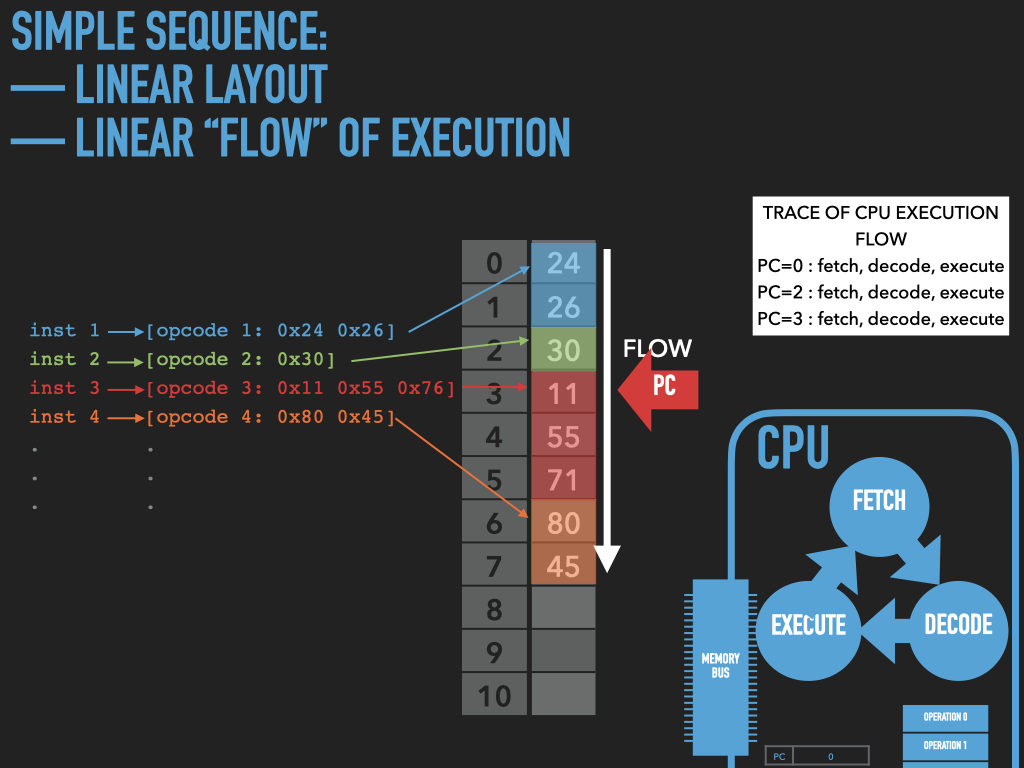 SIMPLE SEQUENCE:
— LINEAR LAYOUT
— LINEAR “FLOW” OF EXECUTION
TRACE OF CPU EXECUTION
FLOW
PC=0 : fetch, decode, execute
PC=2 : fetch, decode, execute
PC=3 : fetch, decode, execute
inst 1 [opcode 1: 0x24 0x26]
inst 2 [opcode 2: 0x30]
inst 3 [opcode 3: 0x11 0x55 0x76]
inst 4 [opcode 4: 0x80 0x45]
. .
. .
. .
0 24
1 26
2 30
3 11
4 55
5 71
6 80
7 45
8
9
10
FLOW
PC
CPU
FETCH
EXECUTE
DECODE
MEMORY
BUS
OPERATION 0
OPERATION 1
PC 0